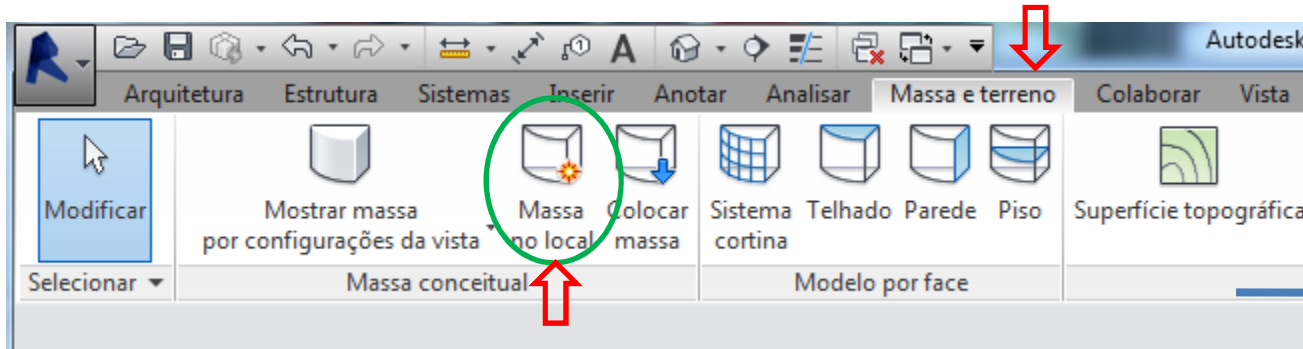 Autodesk
Arquitetura Estrutura Sistemas Inserir Anotar Analisar Massa e terreno Colaborar Vista
Modificar Mostrar massa Massa Colocar Sistema Telhado Parede Piso Superfície topográfica
por configurações da vista no local massa cortina
Selecionar Massa conceitual Modelo por face